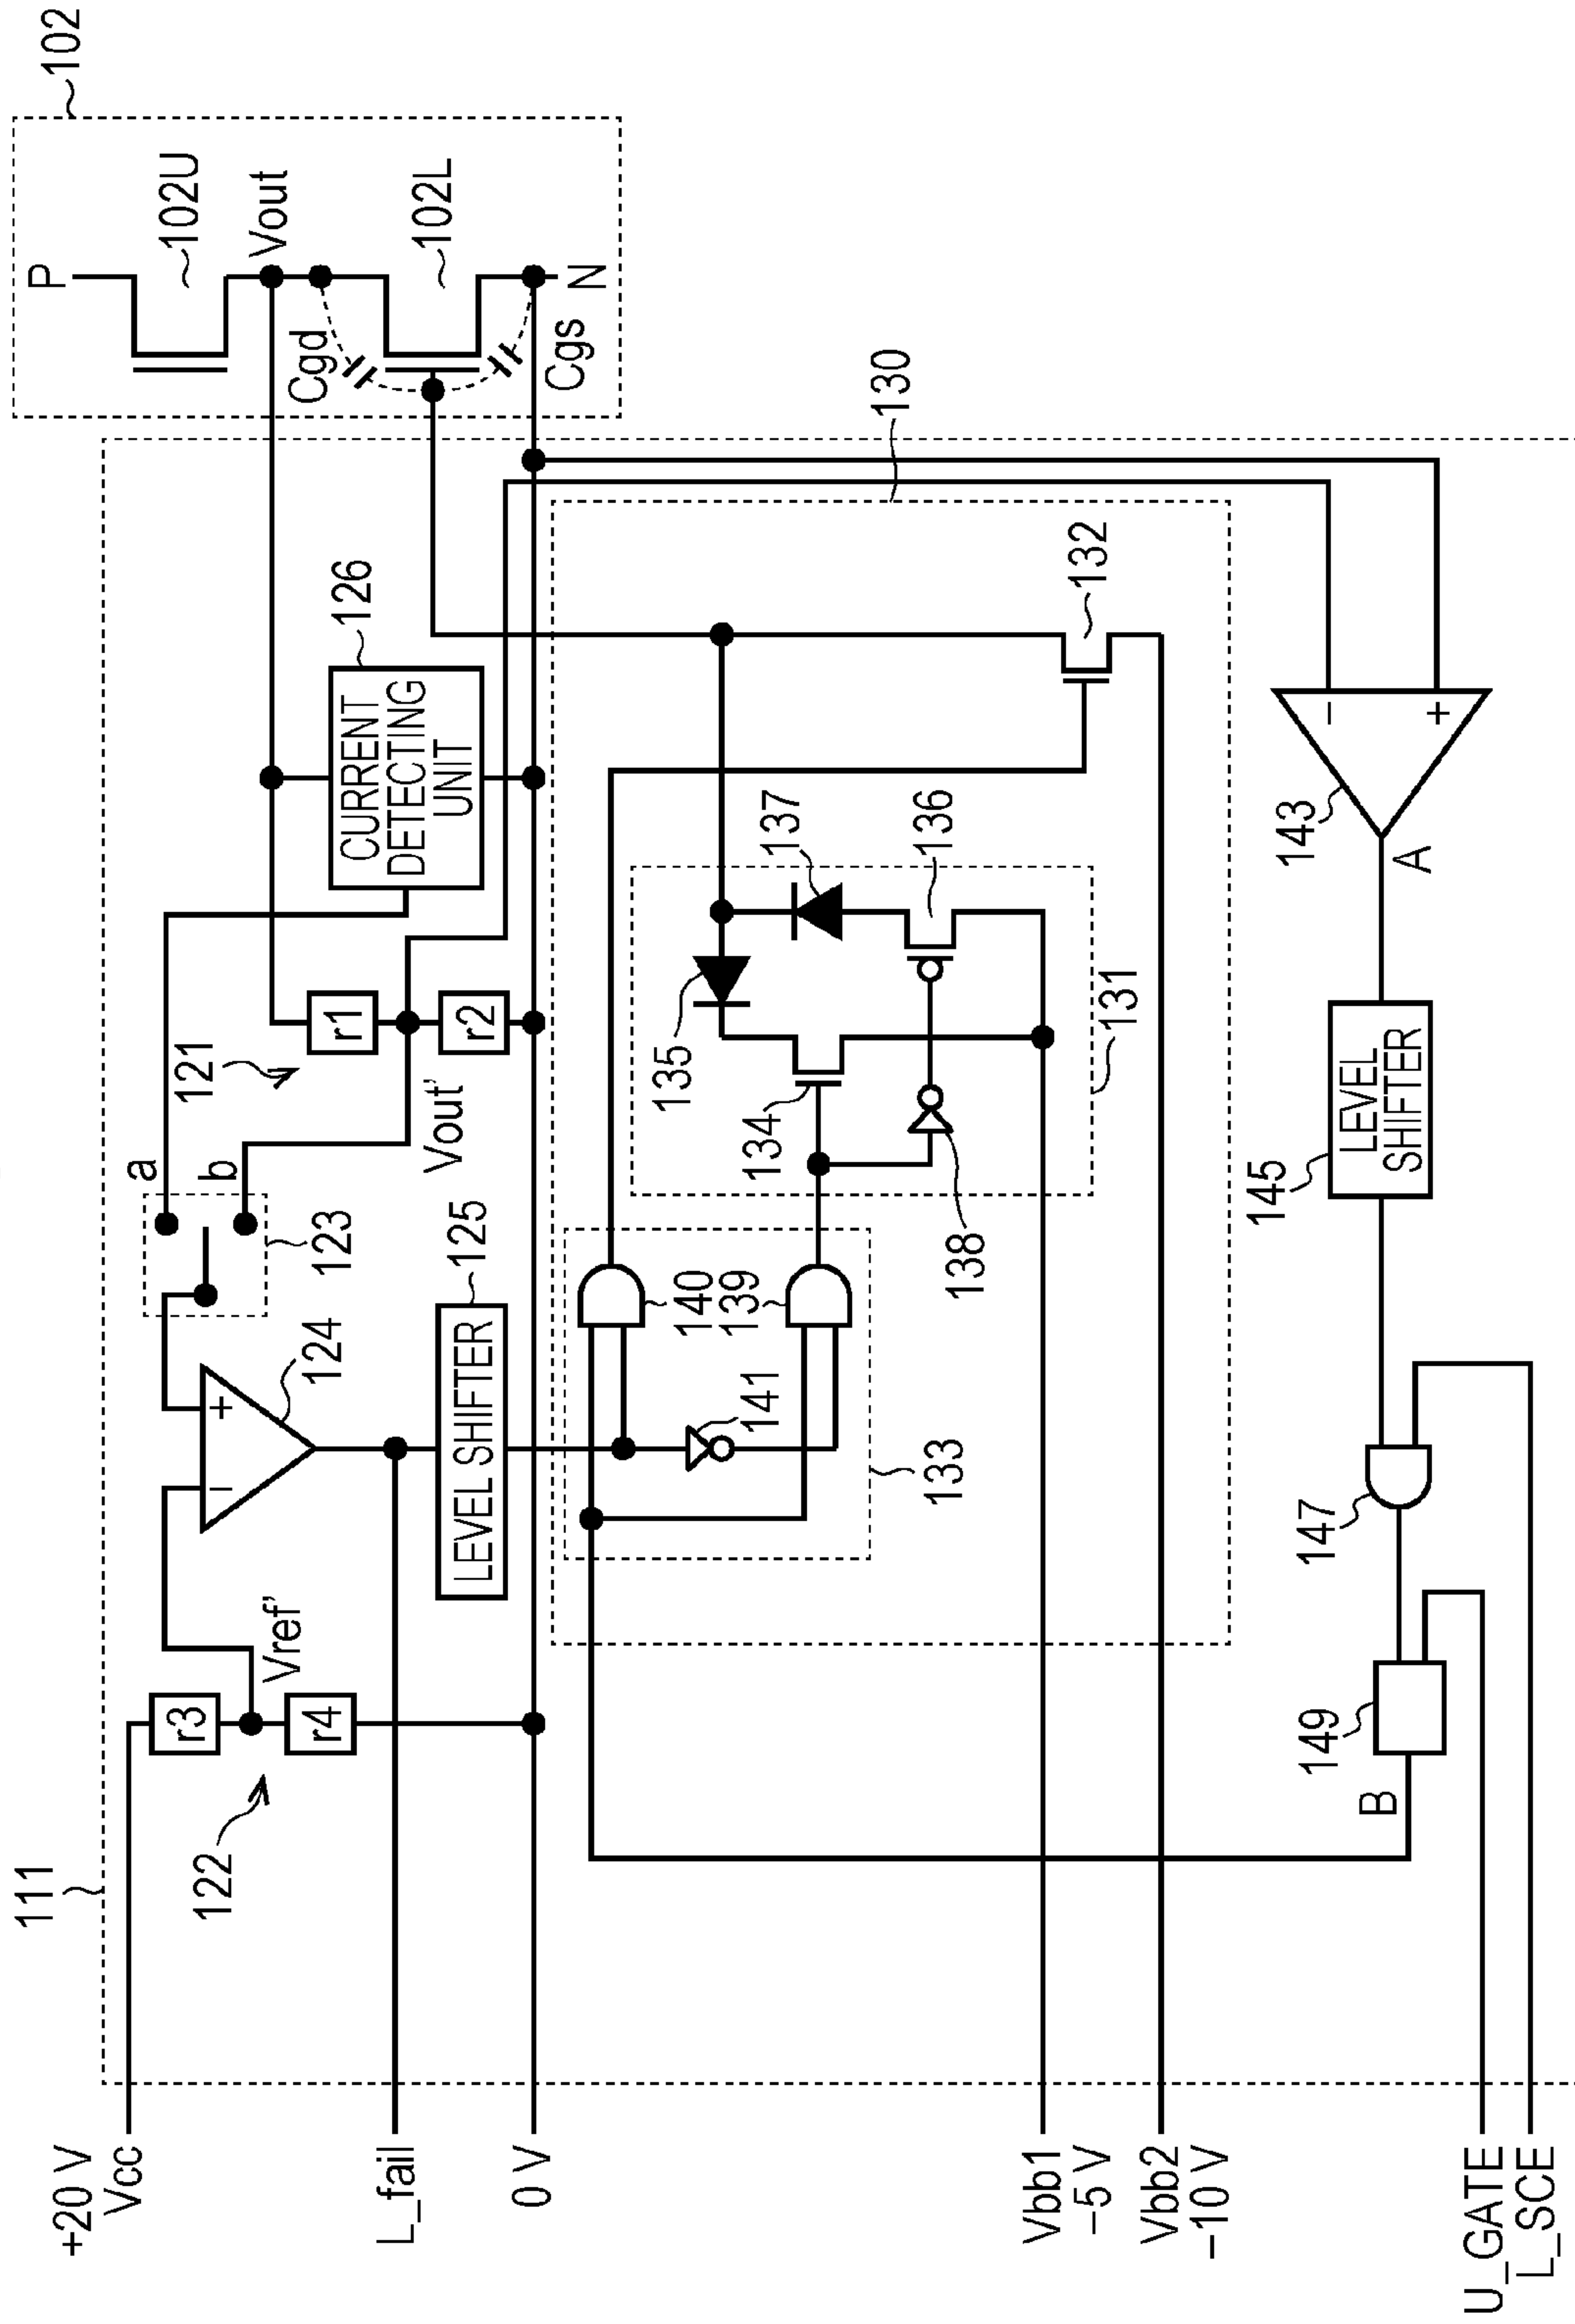 111
+20 V
Vcc
L_fail
0 V
Vbb1
−5 V
Vbb2
−10 V
U_GATE
L_SCE
122
r3
r4
Vref'
−
+
124
LEVEL SHIFTER
125
123
a
b
121
r1
r2
Vout'
CURRENT
DETECTING
UNIT
126
102
P
102U
Vout
102L
Cgd
Cgs
N
130
133
141
140
139
138
134
135
137
136
131
132
149
B
147
LEVEL
SHIFTER
145
A
143
−
+